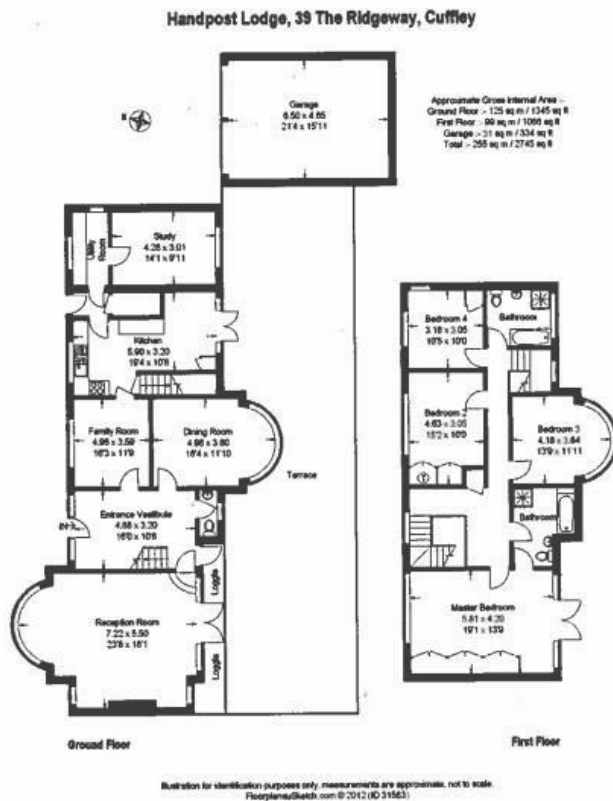 Handpost Lodge, 39 The Ridgeway, Cuffley
Garage
6.50 x 4.85
21'4 x 15'11
Approximate Gross Internal Area :-
Ground Floor :- 125 sq m / 1345 sq ft
First Floor :- 99 sq m / 1066 sq ft
Garage :- 31 sq m / 334 sq ft
Total :- 255 sq m / 2745 sq ft
Utility
Room
Study
4.28 x 3.01
14'1 x 9'11
Kitchen
5.90 x 3.20
19'4 x 10'6
Family Room
4.96 x 3.59
16'3 x 11'9
Dining Room
4.96 x 3.60
16'4 x 11'10
Terrace
Entrance Vestibule
4.88 x 3.20
16'0 x 10'6
IN
Loggia
Reception Room
7.22 x 5.50
23'8 x 18'1
Loggia
Ground Floor
Bedroom 4
3.18 x 3.05
10'5 x 10'0
Bathroom
Bedroom 2
4.63 x 3.05
15'2 x 10'0
Bedroom 3
4.18 x 3.64
13'9 x 11'11
Bathroom
Master Bedroom
5.81 x 4.20
19'1 x 13'9
First Floor
Illustration for identification purposes only, measurements are approximate, not to scale.
FloorplansuSketch.com © 2012 (ID 31563)